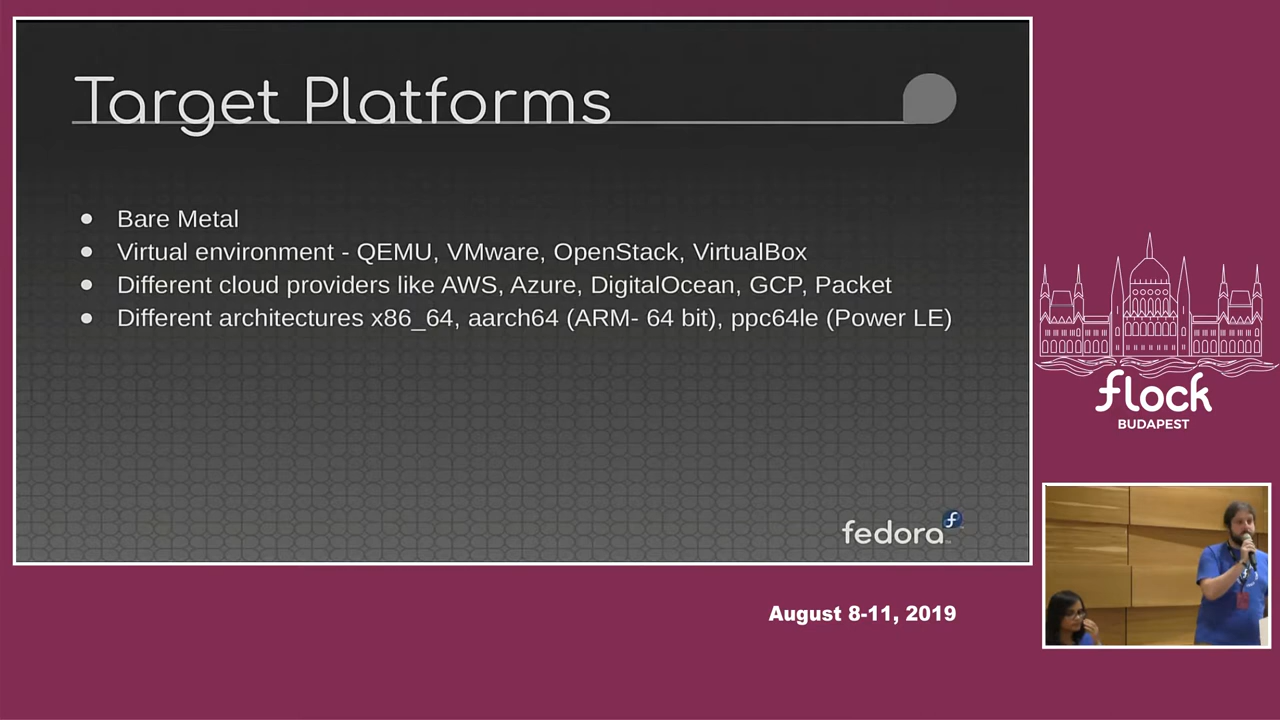 Target Platforms
● Bare Metal
● Virtual environment - QEMU, VMware, OpenStack, VirtualBox
● Different cloud providers like AWS, Azure, DigitalOcean, GCP, Packet
● Different architectures x86_64, aarch64 (ARM- 64 bit), ppc64le (Power LE)
fedora
flock
BUDAPEST
August 8-11, 2019